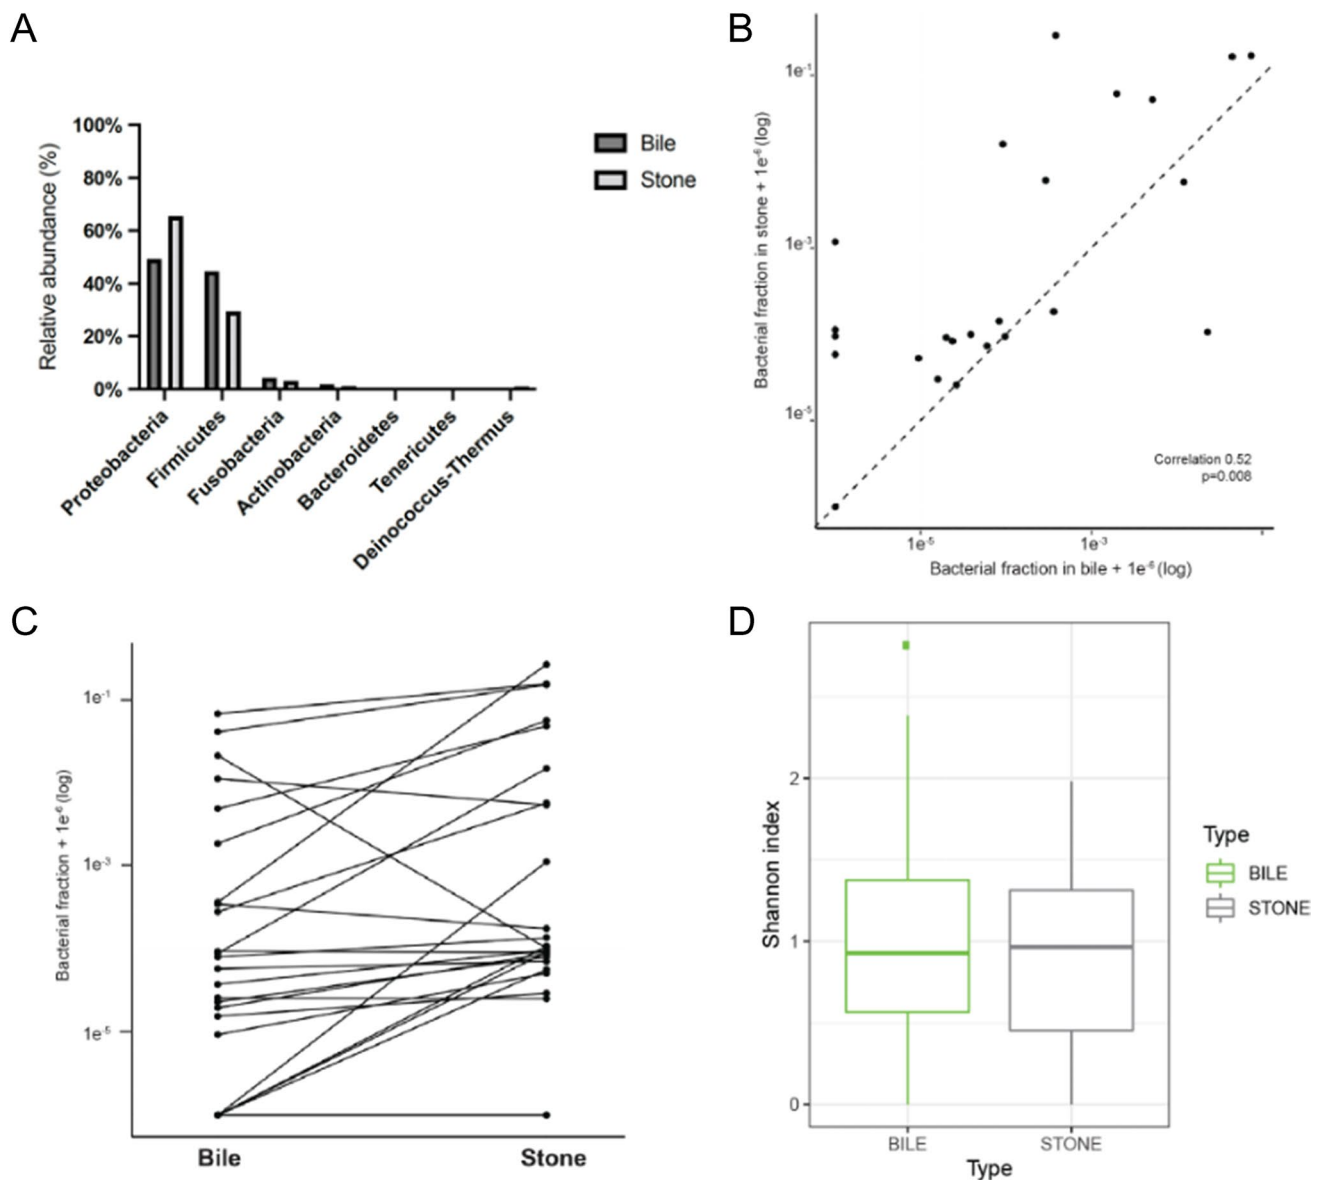 A
100%
80%
60%
40%
20%
0%
Relative abundance (%)
Proteobacteria
Firmicutes
Fusobacteria
Actinobacteria
Bacteroidetes
Tenericutes
Deinococcus-Thermus
Bile
Stone
B
1e-1
1e-3
1e-5
Bacterial fraction in stone + 1e-6 (log)
Correlation 0.52
p=0.008
1e-5
1e-3
Bacterial fraction in bile + 1e-6 (log)
C
1e-1
1e-3
1e-5
Bacterial fraction + 1e-6 (log)
Bile
Stone
D
2
1
0
Shannon index
BILE
STONE
Type
Type
BILE
STONE